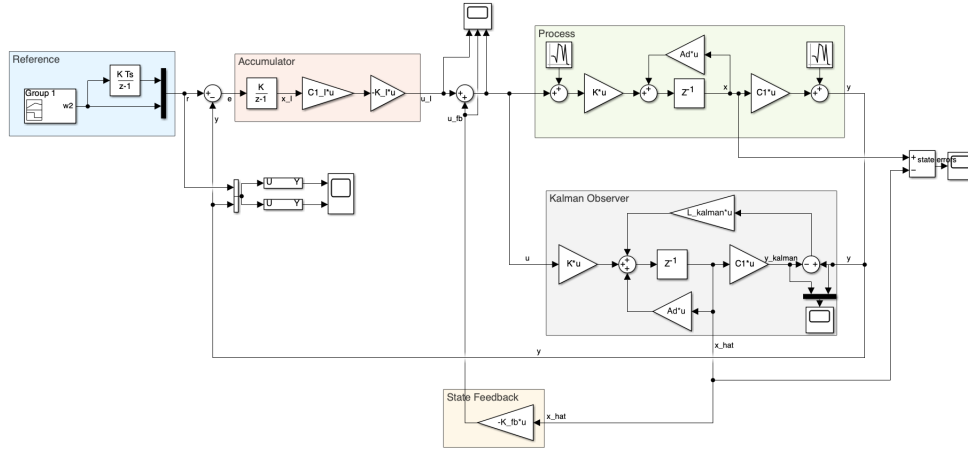 Reference
K Ts
z-1
Group 1
w2
r
y
e
Accumulator
K
z-1
x_I
C1_I*u
-K_I*u
u_I
u_fb
Process
K*u
Ad*u
Z-1
x
C1*u
y
state errors
U Y
U Y
Kalman Observer
L_kalman*u
u
K*u
Z-1
C1*u
y_kalman
y
Ad*u
x_hat
y
State Feedback
-K_fb*u
x_hat